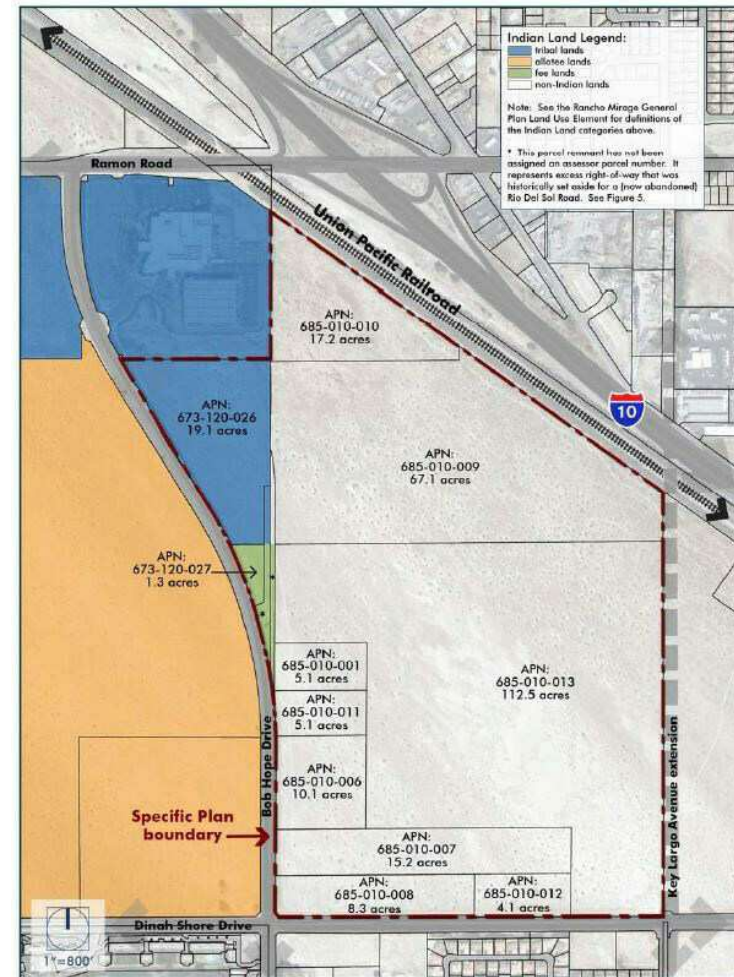 Indian Land Legend:
tribal lands
allotee lands
fee lands
non-Indian lands
Note: See the Rancho Mirage General
Plan Land Use Element for definitions of
the Indian Land categories above.
* This parcel remnant has not been
assigned an assessor parcel number. It
represents excess right-of-way that was
historically set aside for a (now abandoned)
Rio Del Sol Road. See Figure 5.
Ramon Road
Union Pacific Railroad
APN:
685-010-010
17.2 acres
10
APN:
673-120-026
19.1 acres
APN:
685-010-009
67.1 acres
APN:
673-120-027
1.3 acres
*
*
APN:
685-010-001
5.1 acres
APN:
685-010-013
112.5 acres
APN:
685-010-011
5.1 acres
APN:
685-010-006
10.1 acres
Bob Hope Drive
Key Largo Avenue extension
Specific Plan
boundary
APN:
685-010-007
15.2 acres
APN:
685-010-008
8.3 acres
APN:
685-010-012
4.1 acres
Dinah Shore Drive
1"=800'